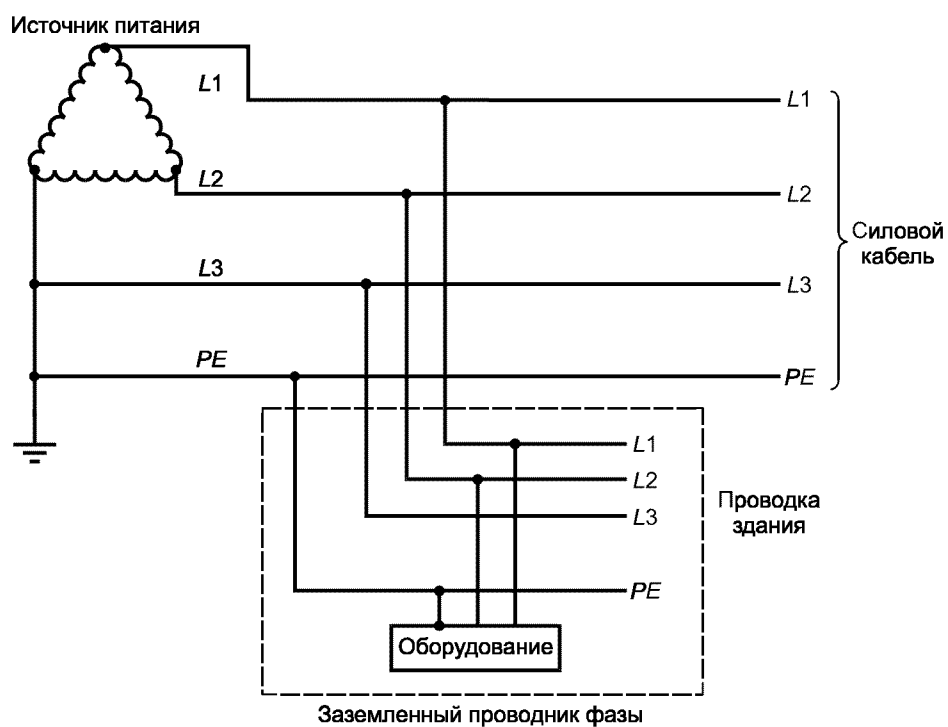 Источник питания
L1
L1
L2
L2
Силовой
кабель
L3
L3
PE
PE
L1
L2
L3
Проводка
здания
PE
Оборудование
Заземленный проводник фазы